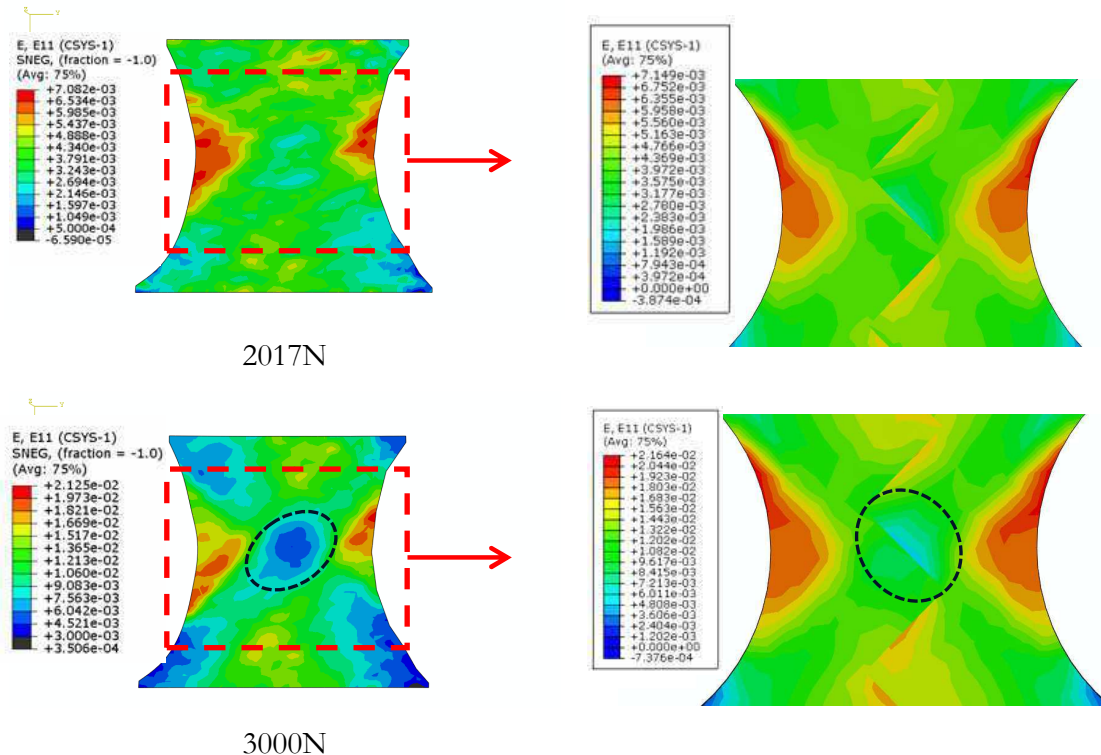 Z
Y
E, E11 (CSYS-1)
SNEG, (fraction = -1.0)
(Avg: 75%)
+7.082e-03
+6.534e-03
+5.985e-03
+5.437e-03
+4.888e-03
+4.340e-03
+3.791e-03
+3.243e-03
+2.694e-03
+2.146e-03
+1.597e-03
+1.049e-03
+5.000e-04
-6.590e-05
E, E11 (CSYS-1)
(Avg: 75%)
+7.149e-03
+6.752e-03
+6.355e-03
+5.958e-03
+5.560e-03
+5.163e-03
+4.766e-03
+4.369e-03
+3.972e-03
+3.575e-03
+3.177e-03
+2.780e-03
+2.383e-03
+1.986e-03
+1.589e-03
+1.192e-03
+7.943e-04
+3.972e-04
+0.000e+00
-3.874e-04
2017N
Z
Y
E, E11 (CSYS-1)
SNEG, (fraction = -1.0)
(Avg: 75%)
+2.125e-02
+1.973e-02
+1.821e-02
+1.669e-02
+1.517e-02
+1.365e-02
+1.213e-02
+1.060e-02
+9.083e-03
+7.563e-03
+6.042e-03
+4.521e-03
+3.000e-03
+3.506e-04
E, E11 (CSYS-1)
(Avg: 75%)
+2.164e-02
+2.044e-02
+1.923e-02
+1.803e-02
+1.683e-02
+1.563e-02
+1.443e-02
+1.322e-02
+1.202e-02
+1.082e-02
+9.617e-03
+8.415e-03
+7.213e-03
+6.011e-03
+4.808e-03
+3.606e-03
+2.404e-03
+1.202e-03
+0.000e+00
-7.376e-04
3000N